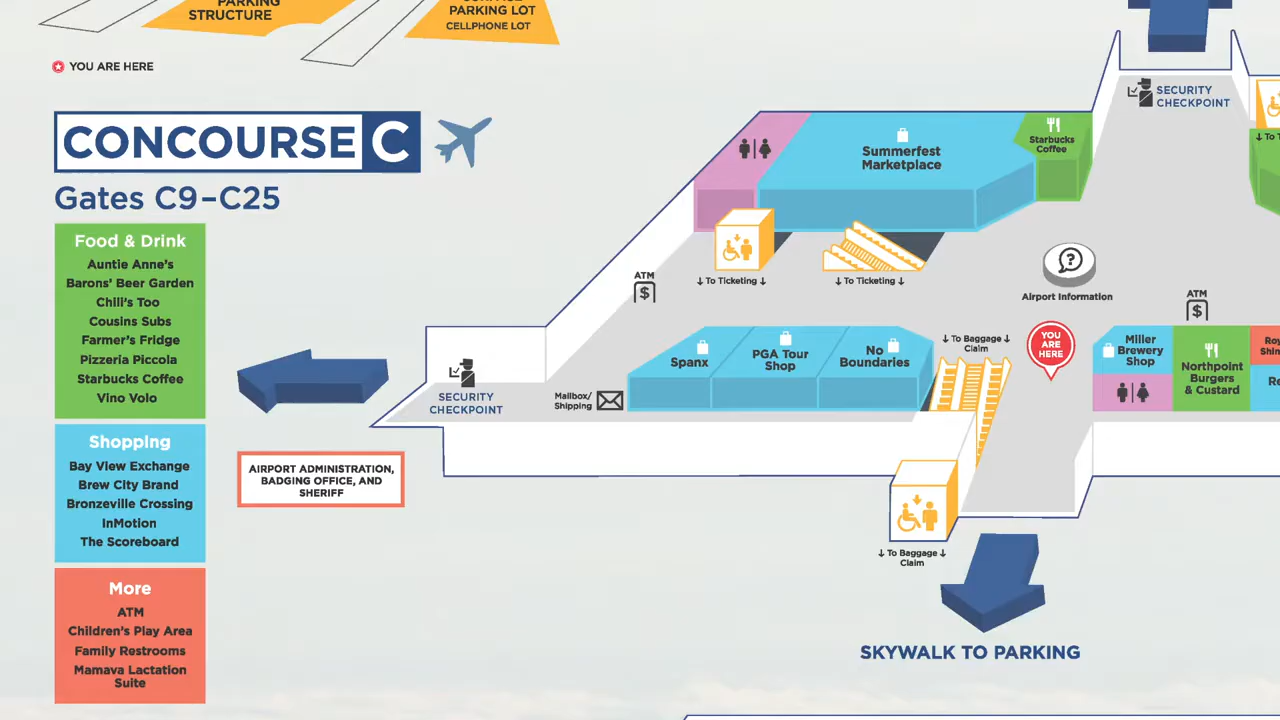 PARKING
STRUCTURE
PARKING LOT
CELLPHONE LOT
YOU ARE HERE
CONCOURSE C
Gates C9–C25
Food & Drink
Auntie Anne's
Barons' Beer Garden
Chili's Too
Cousins Subs
Farmer's Fridge
Pizzeria Piccola
Starbucks Coffee
Vino Volo
Shopping
Bay View Exchange
Brew City Brand
Bronzeville Crossing
InMotion
The Scoreboard
More
ATM
Children's Play Area
Family Restrooms
Mamava Lactation
Suite
AIRPORT ADMINISTRATION,
BADGING OFFICE, AND
SHERIFF
SECURITY
CHECKPOINT
SECURITY
CHECKPOINT
Summerfest
Marketplace
Starbucks
Coffee
↓ To Ticketing ↓
↓ To Ticketing ↓
ATM
$
?
Airport Information
ATM
$
Mailbox/
Shipping
Spanx
PGA Tour
Shop
No
Boundaries
↓ To Baggage ↓
Claim
YOU
ARE
HERE
Miller
Brewery
Shop
Northpoint
Burgers
& Custard
↓ To Baggage ↓
Claim
SKYWALK TO PARKING